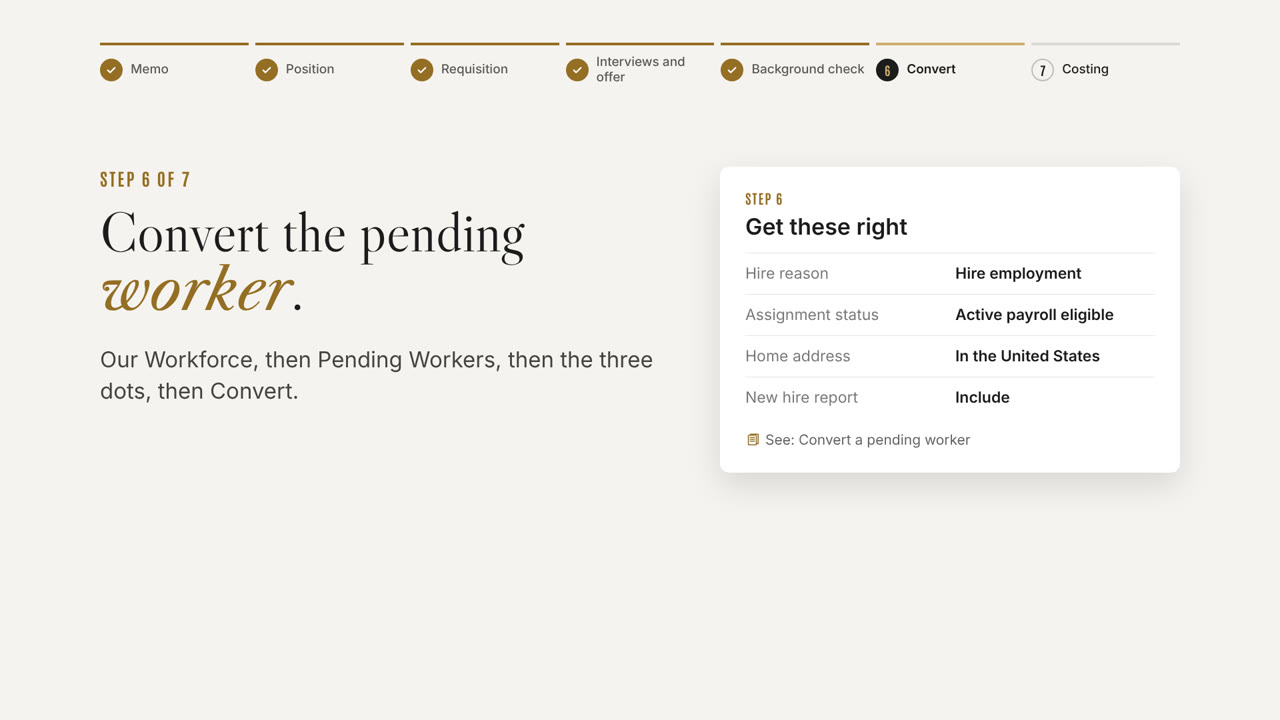 Memo
Position
Requisition
Interviews and
offer
Background check
6 Convert
7 Costing
STEP 6 OF 7
Convert the pending
worker.
Our Workforce, then Pending Workers, then the three
dots, then Convert.
STEP 6
Get these right
Hire reason Hire employment
Assignment status Active payroll eligible
Home address In the United States
New hire report Include
See: Convert a pending worker